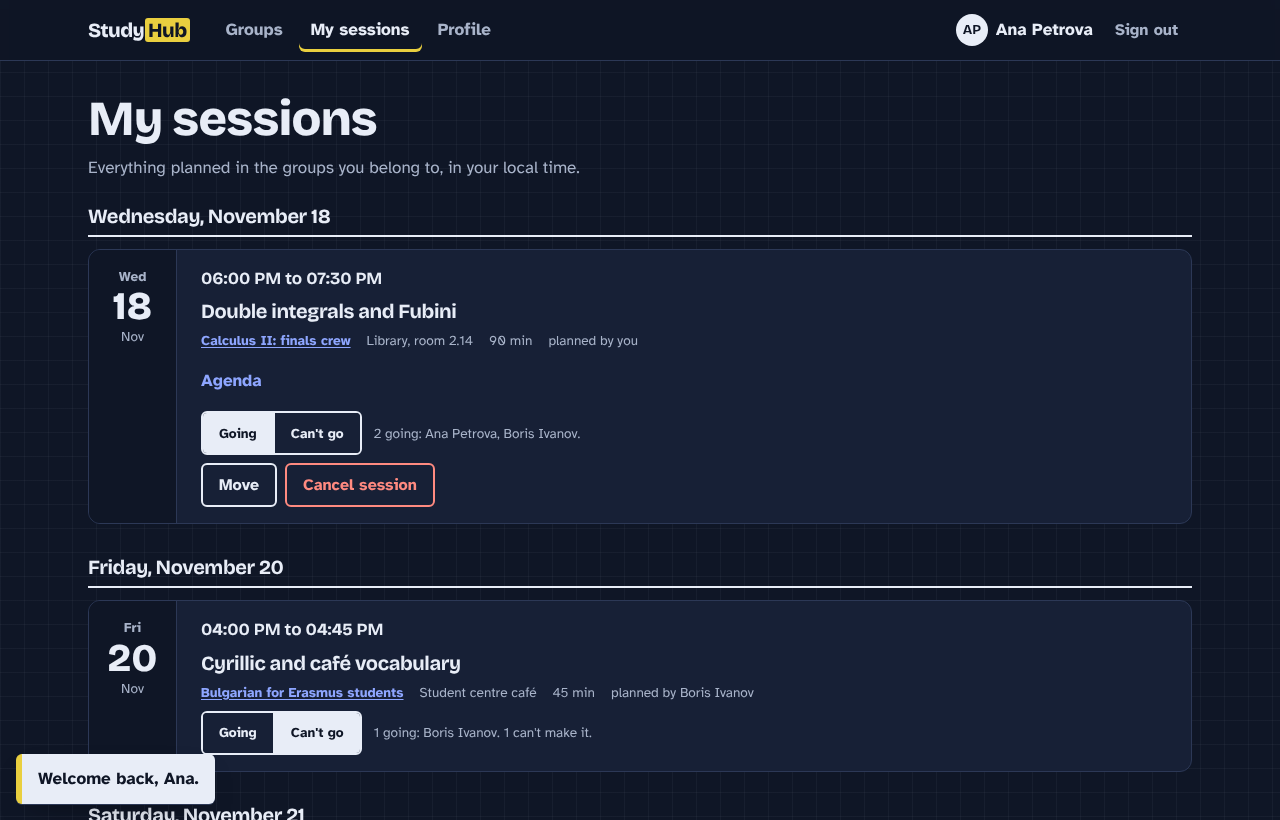 StudyHub Groups My sessions Profile AP Ana Petrova Sign out
My sessions
Everything planned in the groups you belong to, in your local time.
Wednesday, November 18
Wed
18
Nov
06:00 PM to 07:30 PM
Double integrals and Fubini
Calculus II: finals crew Library, room 2.14 90 min planned by you
Agenda
Going Can't go 2 going: Ana Petrova, Boris Ivanov.
Move Cancel session
Friday, November 20
Fri
20
Nov
04:00 PM to 04:45 PM
Cyrillic and café vocabulary
Bulgarian for Erasmus students Student centre café 45 min planned by Boris Ivanov
Going Can't go 1 going: Boris Ivanov. 1 can't make it.
Welcome back, Ana.
Saturday, November 21